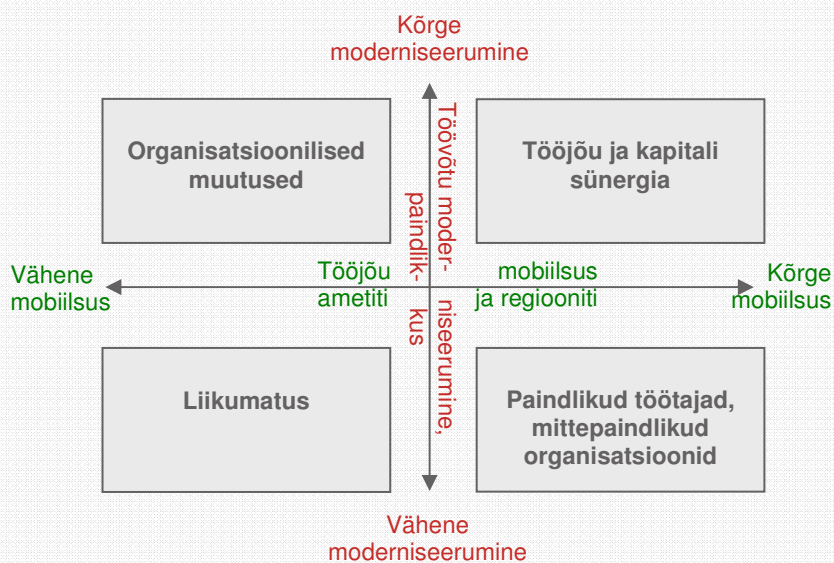 Kõrge
moderniseerumine
Organisatsioonilised
muutused
Tööjõu ja kapitali
sünergia
Töövõtu moder-
paindlik-
Vähene
mobiilsus
Tööjõu
ametiti
mobiilsus
ja regiooniti
Kõrge
mobiilsus
niseerumine,
kus
Liikumatus
Paindlikud töötajad,
mittepaindlikud
organisatsioonid
Vähene
moderniseerumine